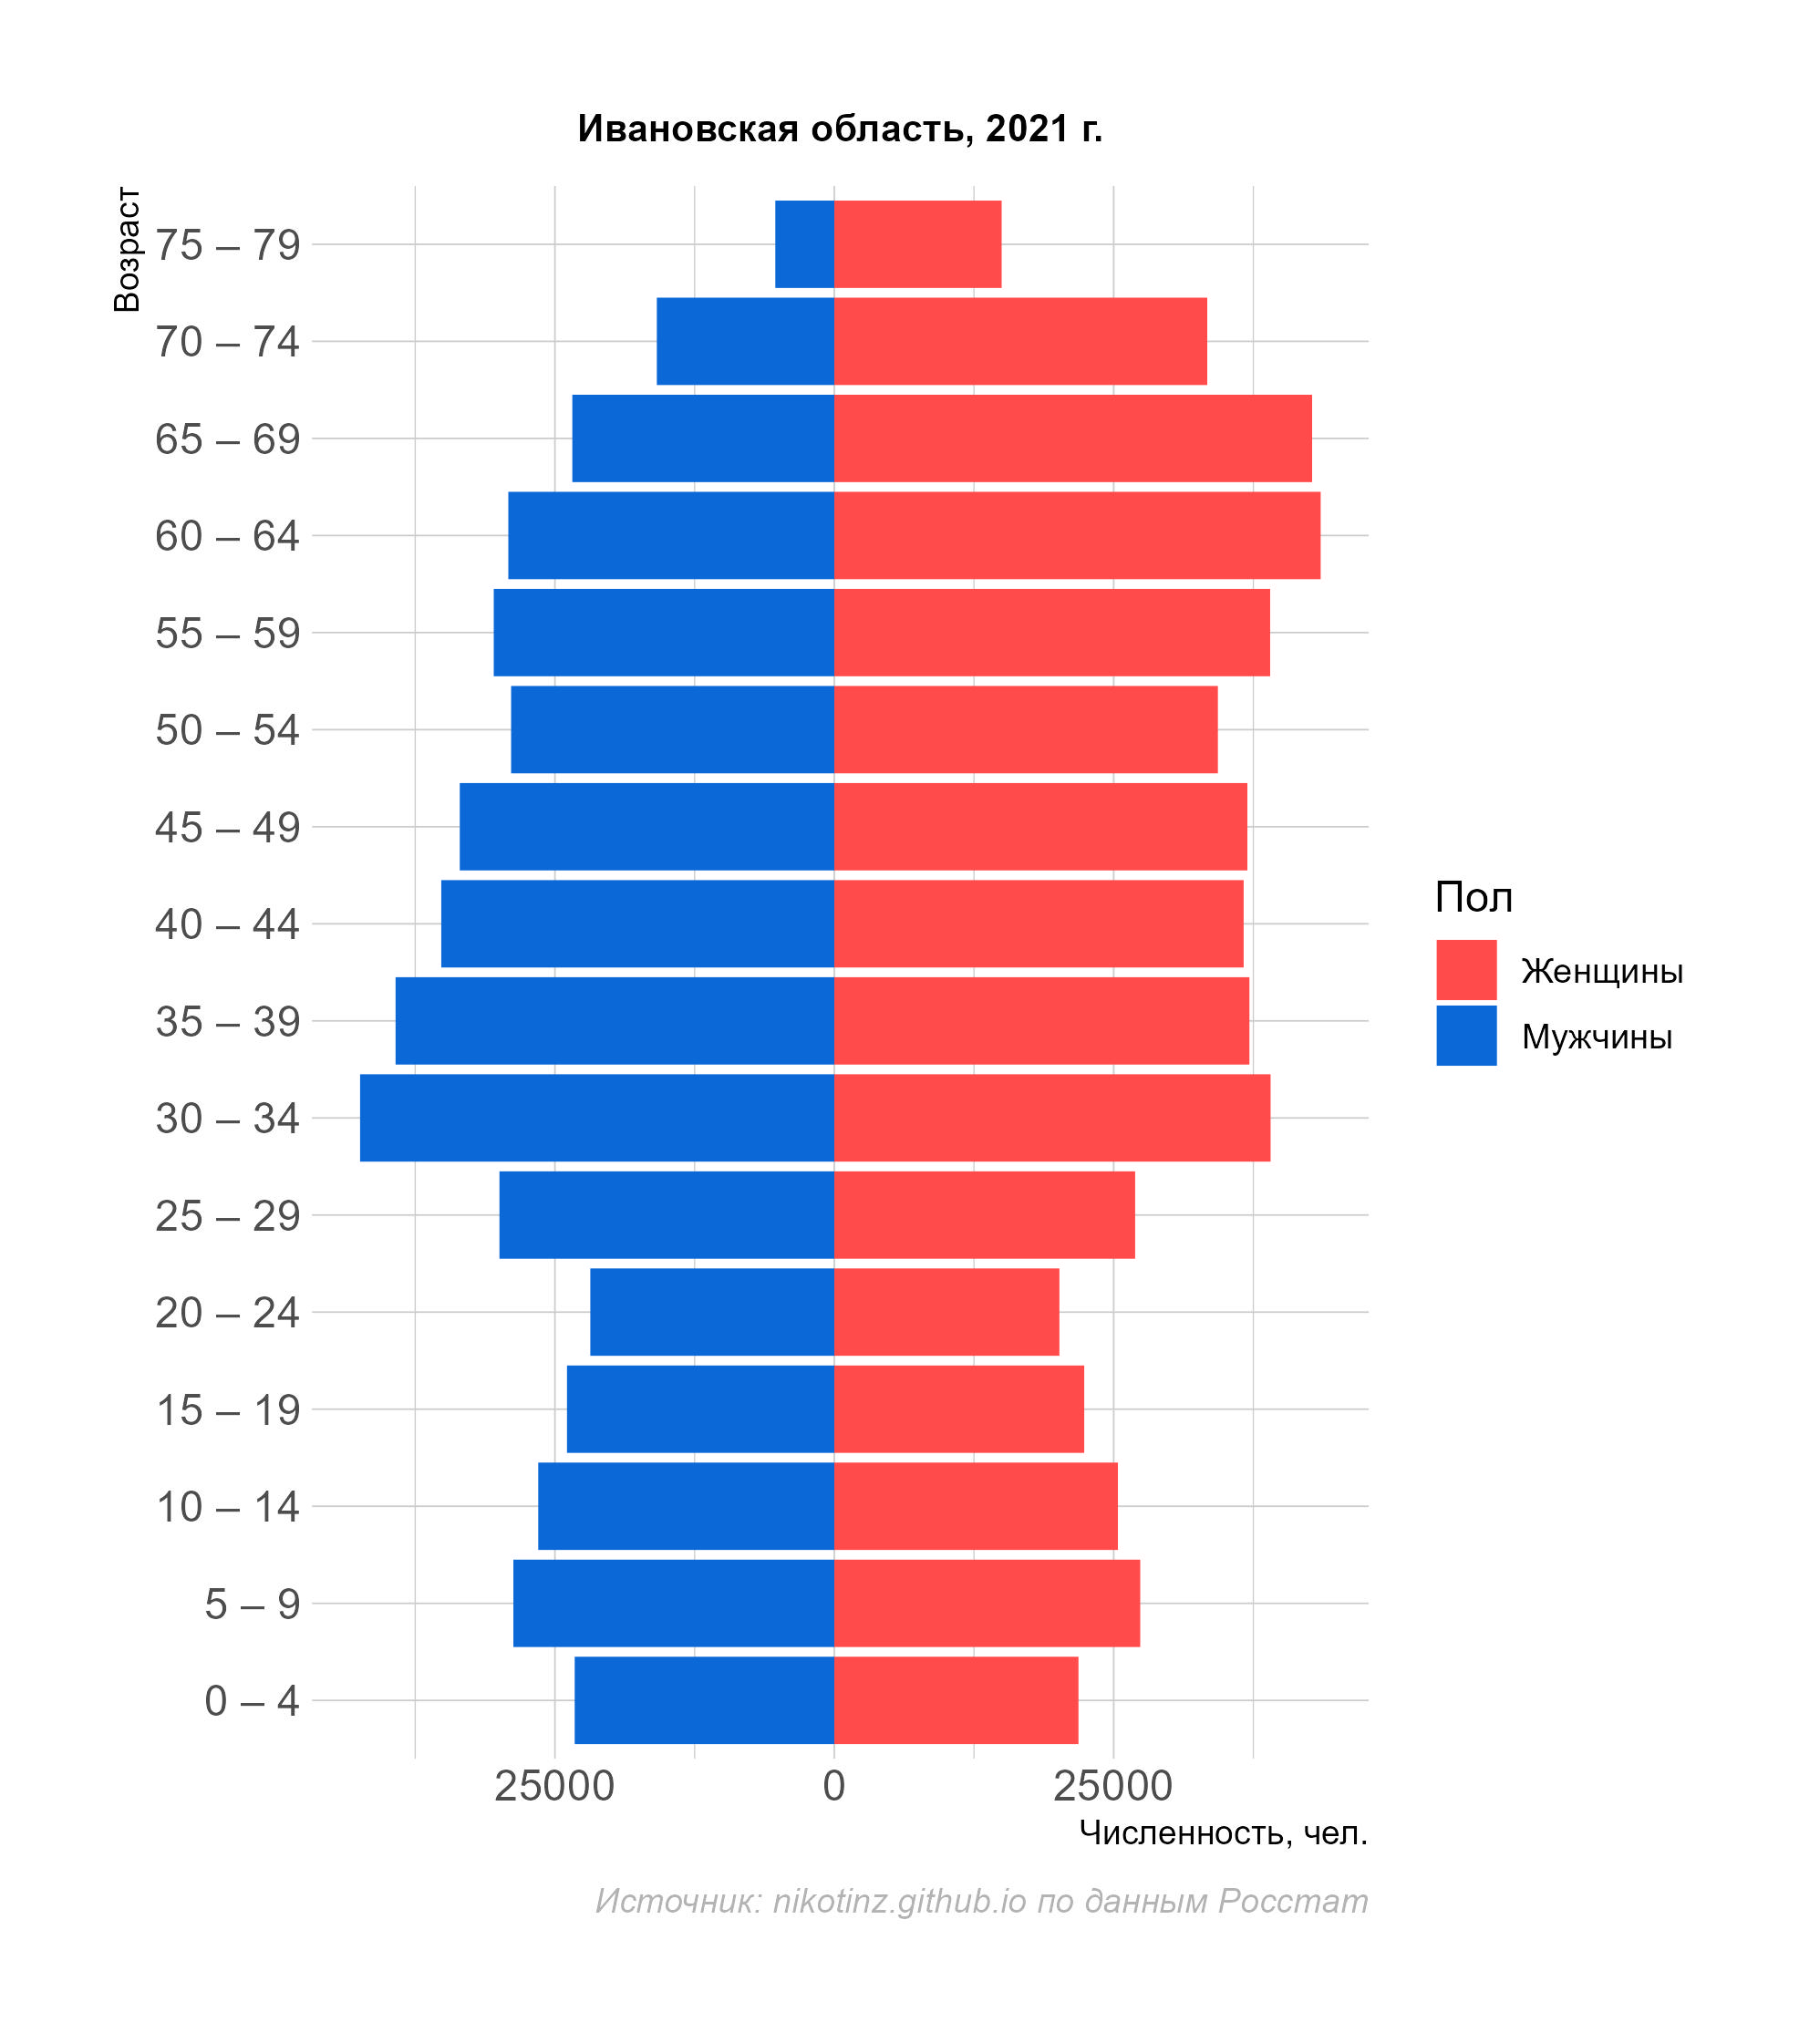 Ивановская область, 2021 г.
Возраст
75 – 79
70 – 74
65 – 69
60 – 64
55 – 59
50 – 54
45 – 49
40 – 44
35 – 39
30 – 34
25 – 29
20 – 24
15 – 19
10 – 14
5 – 9
0 – 4
25000 0 25000
Численность, чел.
Пол
Женщины
Мужчины
Источник: nikotinz.github.io по данным Росстат